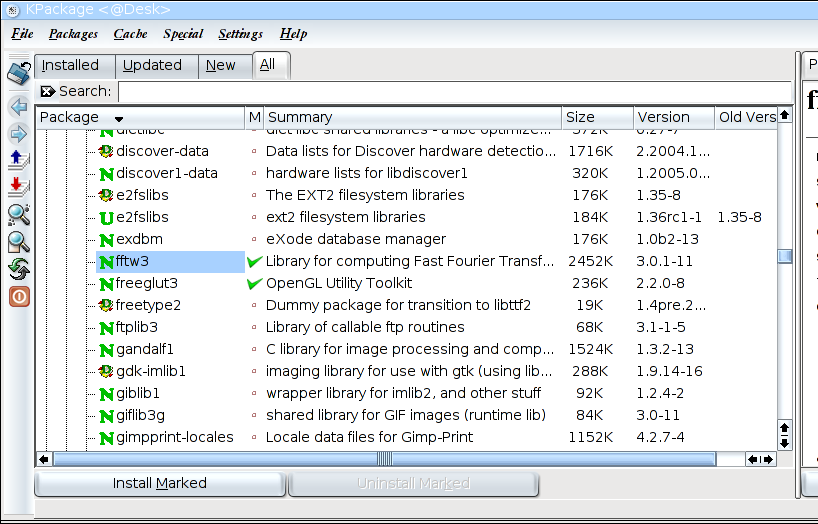 KPackage <@Desk>
File Packages Cache Special Settings Help
Installed Updated New All
Search:
Package M Summary Size Version Old Vers
dietlibc diet libc shared libraries - a libc optimize... 372K 0.27-7
discover-data Data lists for Discover hardware detectio... 1716K 2.2004.1...
discover1-data hardware lists for libdiscover1 320K 1.2005.0...
e2fslibs The EXT2 filesystem libraries 176K 1.35-8
e2fslibs ext2 filesystem libraries 184K 1.36rc1-1 1.35-8
exdbm eXode database manager 176K 1.0b2-13
fftw3 Library for computing Fast Fourier Transf... 2452K 3.0.1-11
freeglut3 OpenGL Utility Toolkit 236K 2.2.0-8
freetype2 Dummy package for transition to libttf2 19K 1.4pre.2...
ftplib3 Library of callable ftp routines 68K 3.1-1-5
gandalf1 C library for image processing and comp... 1524K 1.3.2-13
gdk-imlib1 imaging library for use with gtk (using lib... 288K 1.9.14-16
giblib1 wrapper library for imlib2, and other stuff 92K 1.2.4-2
giflib3g shared library for GIF images (runtime lib) 84K 3.0-11
gimpprint-locales Locale data files for Gimp-Print 1152K 4.2.7-4
Install Marked Uninstall Marked